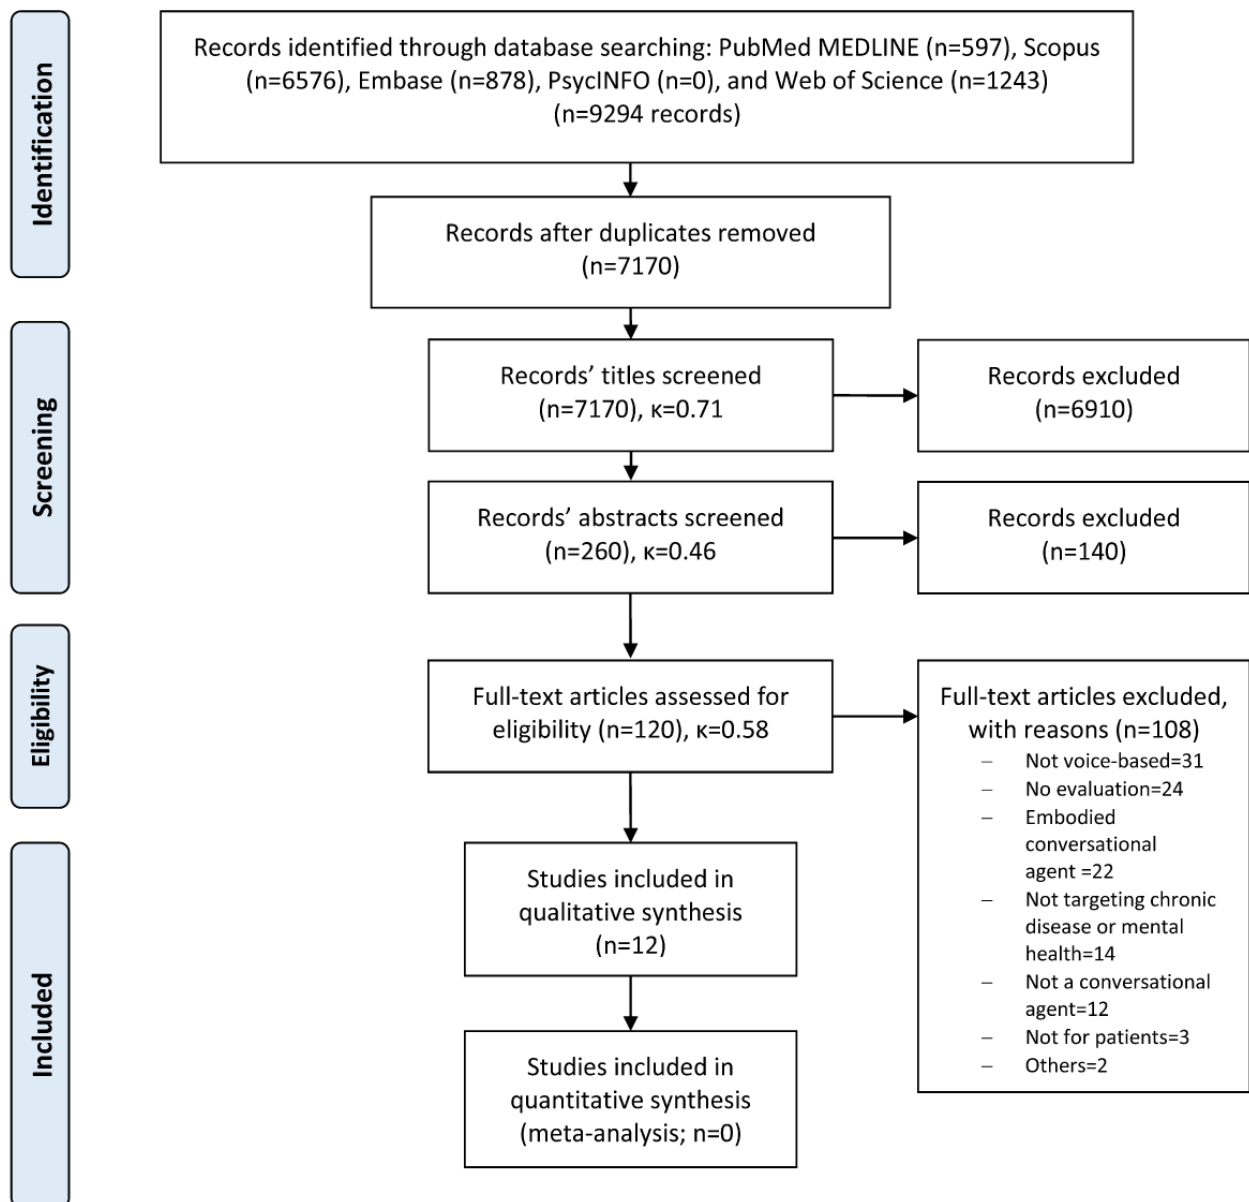 Identification
Records identified through database searching: PubMed MEDLINE (n=597), Scopus
(n=6576), Embase (n=878), PsycINFO (n=0), and Web of Science (n=1243)
(n=9294 records)
Records after duplicates removed
(n=7170)
Screening
Records’ titles screened
(n=7170), κ=0.71
Records excluded
(n=6910)
Records’ abstracts screened
(n=260), κ=0.46
Records excluded
(n=140)
Eligibility
Full-text articles assessed for
eligibility (n=120), κ=0.58
Full-text articles excluded,
with reasons (n=108)
– Not voice-based=31
– No evaluation=24
– Embodied
conversational
agent =22
– Not targeting chronic
disease or mental
health=14
– Not a conversational
agent=12
– Not for patients=3
– Others=2
Included
Studies included in
qualitative synthesis
(n=12)
Studies included in
quantitative synthesis
(meta-analysis; n=0)